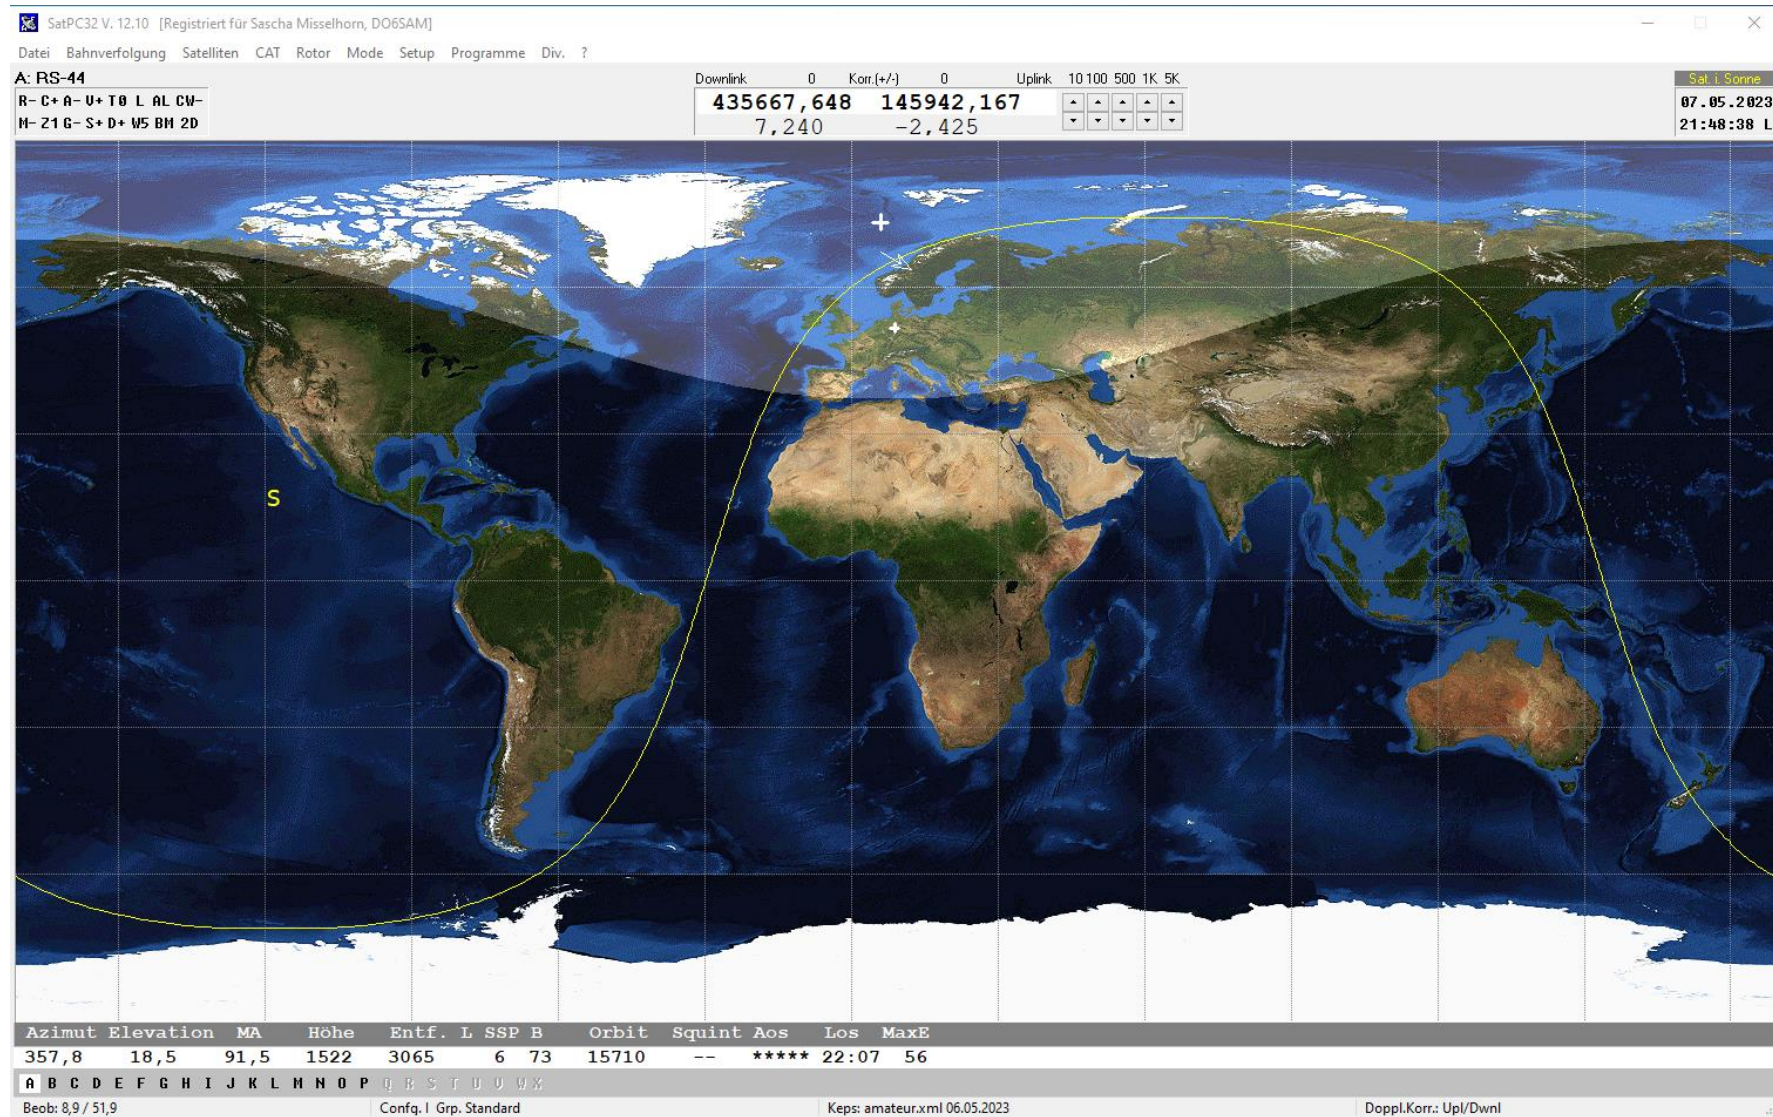 SatPC32 V. 12.10 [Registriert für Sascha Misselhorn, DO6SAM]
Datei Bahnverfolgung Satelliten CAT Rotor Mode Setup Programme Div. ?
A: RS-44
Downlink 0 Korr.(+/-) 0 Uplink 10 100 500 1K 5K
Sat. i. Sonne
R- C+ A- V+ T0 L AL CW-
435667,648 145942,167
07.05.2023
M- Z1 G- S+ D+ W5 BM 2D
7,240 -2,425
21:48:38 L
S
Azimut Elevation MA Höhe Entf. L SSP B Orbit Squint Aos Los MaxE
357,8 18,5 91,5 1522 3065 6 73 15710 -- ***** 22:07 56
A B C D E F G H I J K L M N O P Q R S T U V W X
Beob: 8,9 / 51,9 Confq. I Grp. Standard Keps: amateur.xml 06.05.2023 Doppl.Korr.: Upl/Dwnl